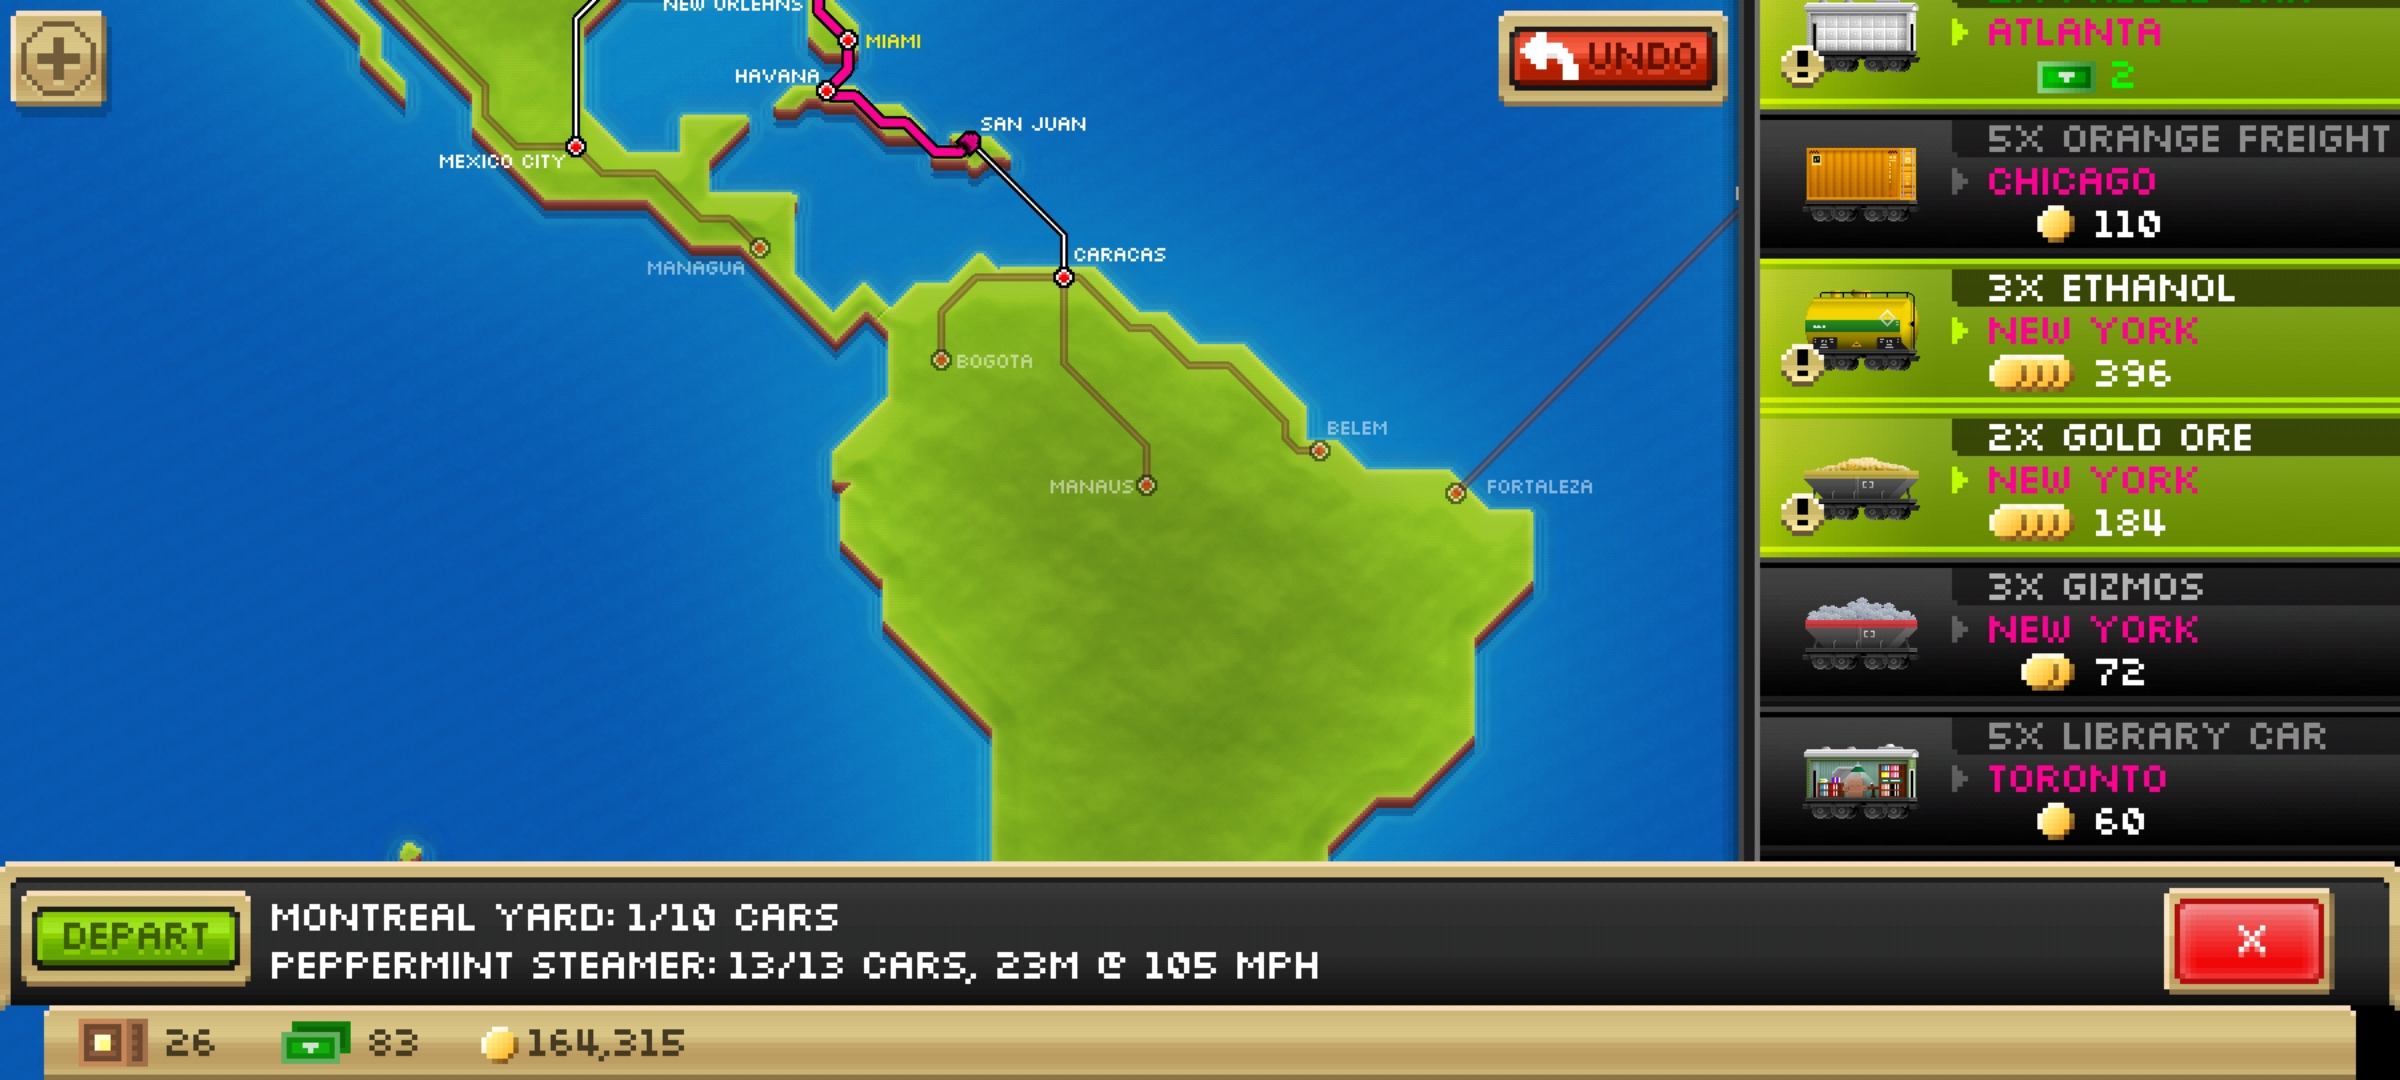 NEW ORLEANS
MIAMI
HAVANA
SAN JUAN
MEXICO CITY
CARACAS
MANAGUA
BOGOTA
BELEM
MANAUS
FORTALEZA
UNDO
ATLANTA
2
5X ORANGE FREIGHT
CHICAGO
110
3X ETHANOL
NEW YORK
396
2X GOLD ORE
NEW YORK
184
3X GIZMOS
NEW YORK
72
5X LIBRARY CAR
TORONTO
60
DEPART
MONTREAL YARD: 1/10 CARS
PEPPERMINT STEAMER: 13/13 CARS, 23M @ 105 MPH
X
26
83
164,315